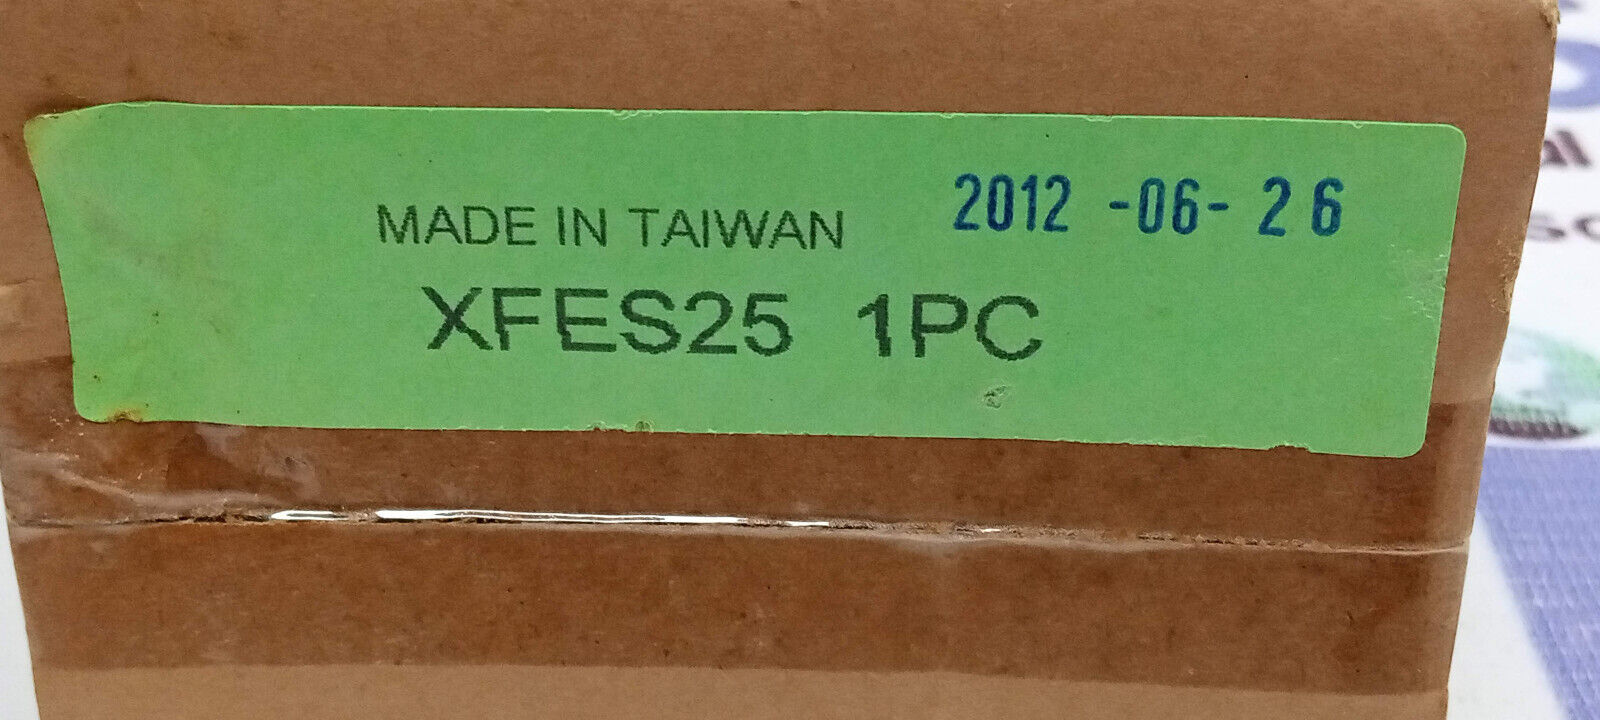 MADE IN TAIWAN 2012 -06- 26
XFES25 1PC